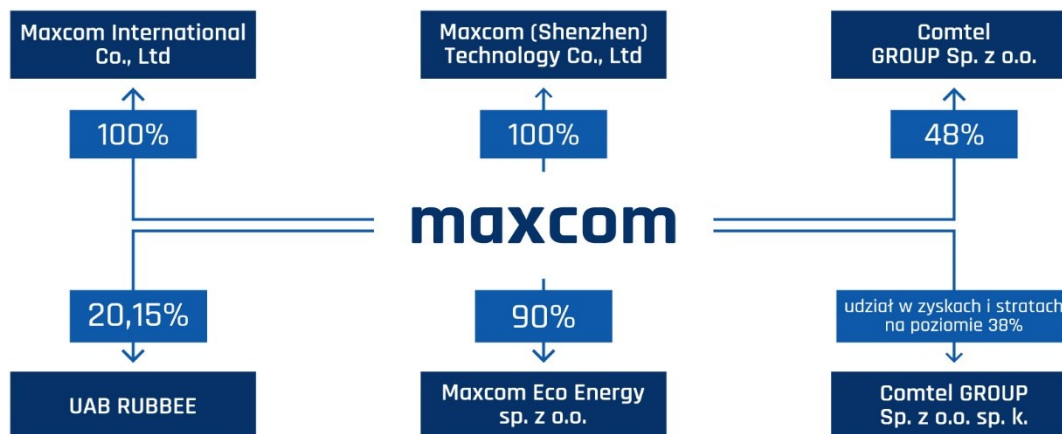 Maxcom International
Co., Ltd
Maxcom (Shenzhen)
Technology Co., Ltd
Comtel
GROUP Sp. z o.o.
100%
100%
48%
maxcom
20,15%
90%
udział w zyskach i stratach
na poziomie 38%
UAB RUBBEE
Maxcom Eco Energy
sp. z o.o.
Comtel GROUP
Sp. z o.o. sp. k.